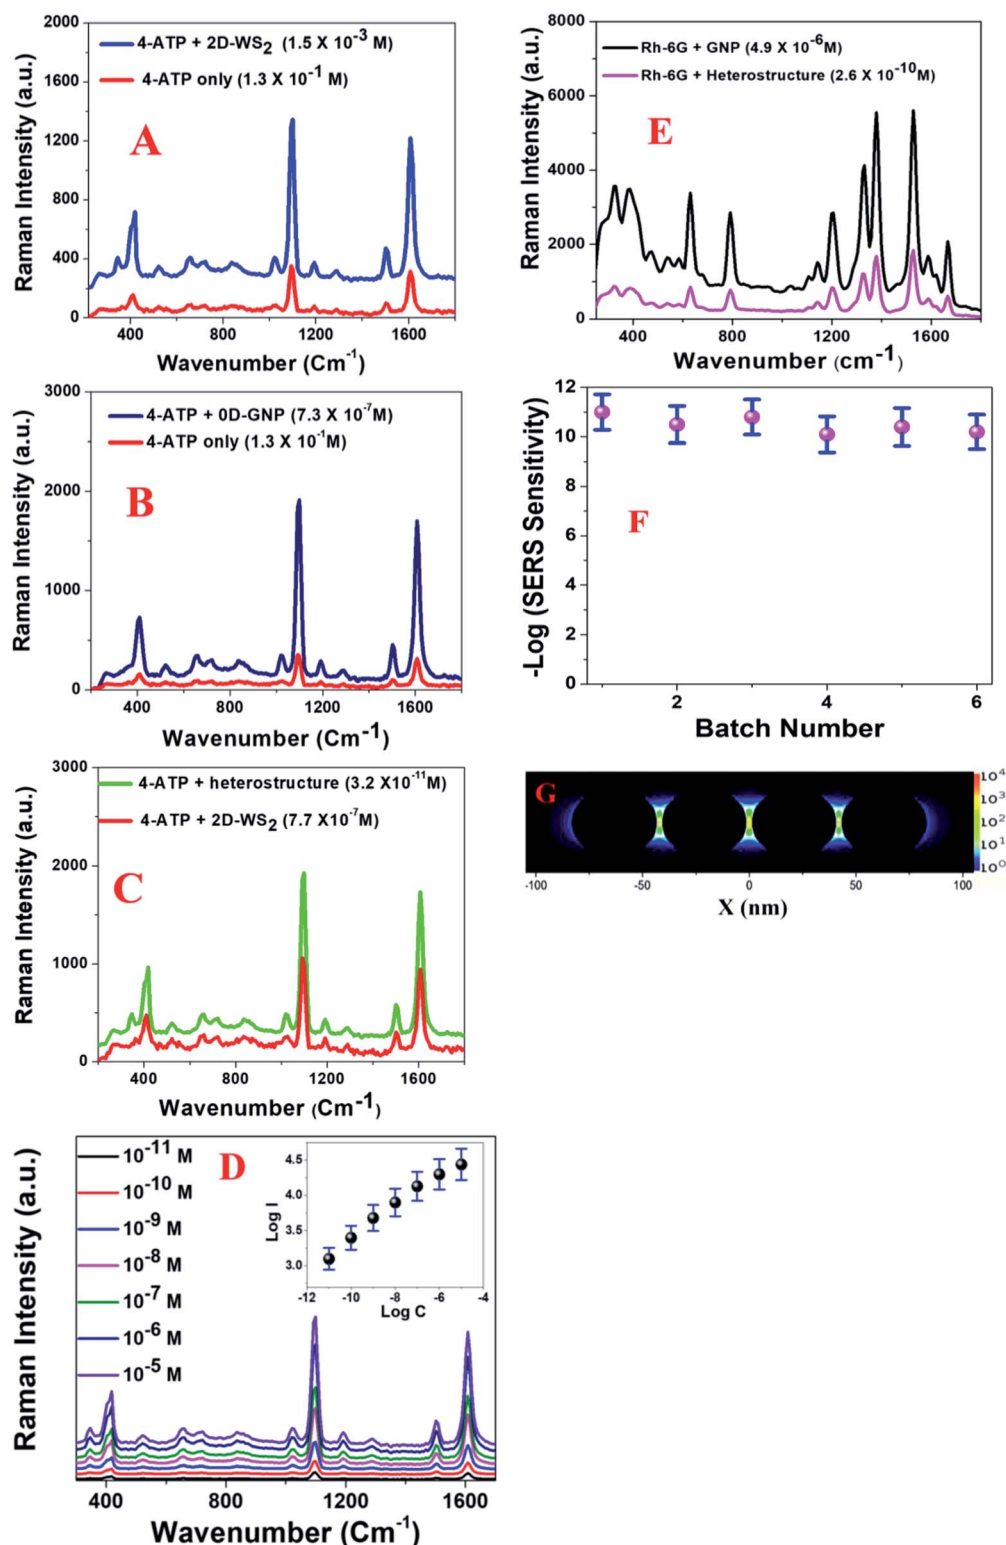 2000
1600
1200
800
400
0
Raman Intensity (a.u.)
4-ATP + 2D-WS2 (1.5 X 10-3 M)
4-ATP only (1.3 X 10-1 M)
A
400 800 1200 1600
Wavenumber (Cm-1)
3000
2000
1000
0
Raman Intensity (a.u.)
4-ATP + 0D-GNP (7.3 X 10-7M)
4-ATP only (1.3 X 10-1M)
B
400 800 1200 1600
Wavenumber (Cm-1)
3000
2000
1000
0
Raman Intensity (a.u.)
4-ATP + heterostructure (3.2 X10-11M)
4-ATP + 2D-WS2 (7.7 X10-7M)
C
400 800 1200 1600
Wavenumber (Cm-1)
Raman Intensity (a.u.)
10-11 M
10-10 M
10-9 M
10-8 M
10-7 M
10-6 M
10-5 M
D
4.5
4.0
3.5
3.0
Log I
-12 -10 -8 -6 -4
Log C
400 800 1200 1600
Wavenumber (Cm-1)
8000
6000
4000
2000
0
Raman Intensity (a.u.)
Rh-6G + GNP (4.9 X 10-6M)
Rh-6G + Heterostructure (2.6 X 10-10M)
E
400 800 1200 1600
Wavenumber (cm-1)
12
10
8
6
4
2
0
-Log (SERS Sensitivity)
F
2 4 6
Batch Number
G
104
103
102
101
100
-100 -50 0 50 100
X (nm)